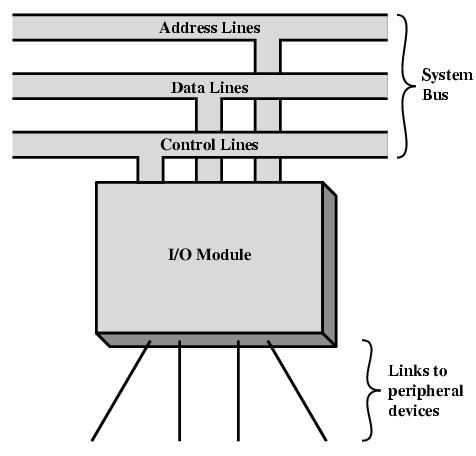 Address Lines
Data Lines
Control Lines
System
Bus
I/O Module
Links to
peripheral
devices